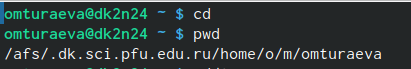 omturaeva@dk2n24 ~ $ cd
omturaeva@dk2n24 ~ $ pwd
/afs/.dk.sci.pfu.edu.ru/home/o/m/omturaeva